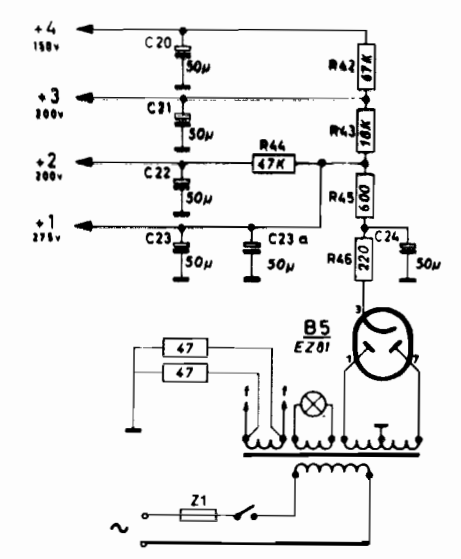 +4
150v
C20
50μ
R42
67K
+3
200v
C21
50μ
R43
18K
+2
200v
C22
50μ
R44
47K
R45
600
+1
275v
C23
50μ
C23a
50μ
C24
50μ
R46
220
3
B5
EZ81
1
7
47
47
f
f
Z1
~